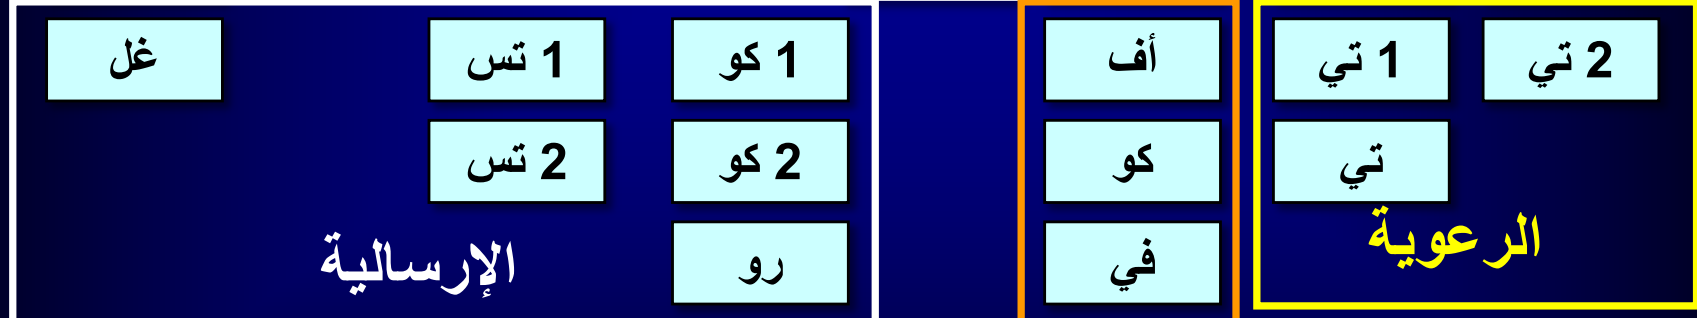 2 تي
1 تي
تي
الرعوية
أف
كو
في
1 كو
2 كو
رو
1 تس
2 تس
غل
الإرسالية